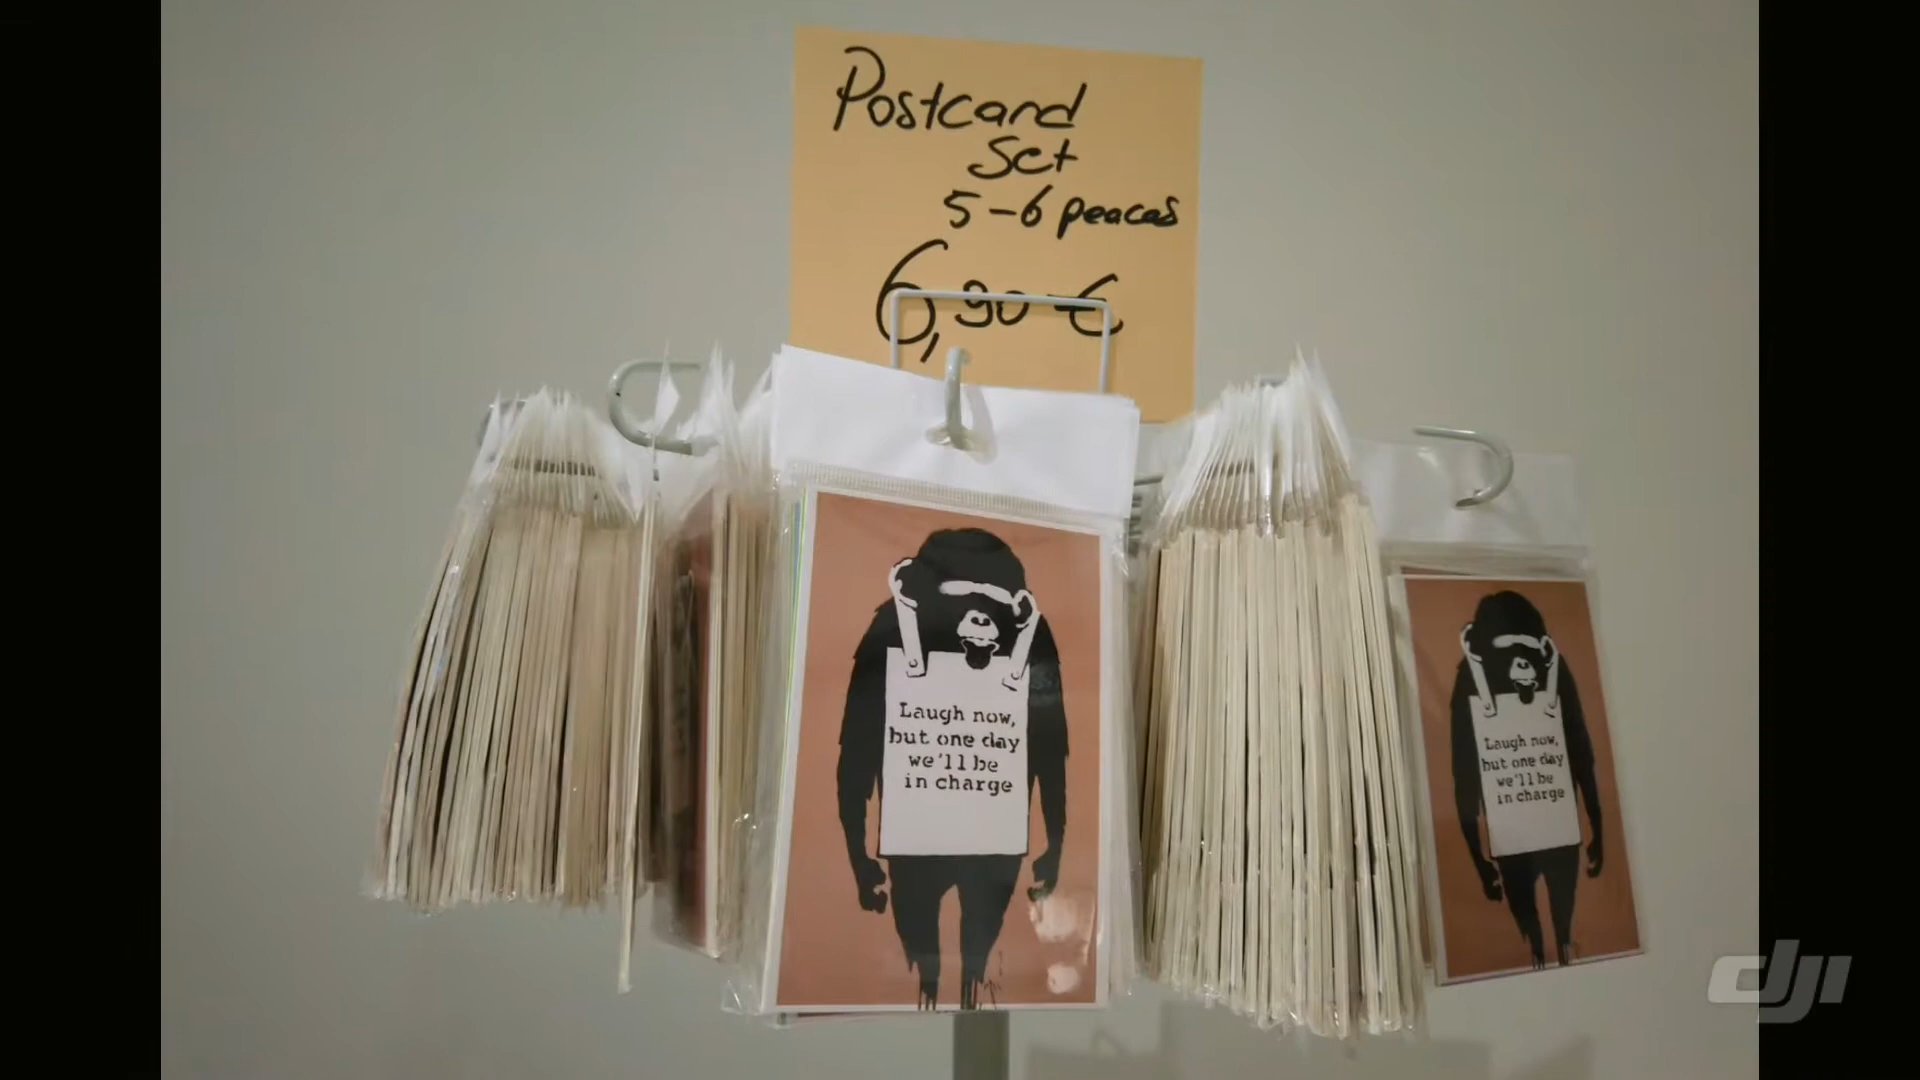 Postcard
Set
5-6 peaces
6,90 €
Laugh now,
but one day
we'll be
in charge
Laugh now,
but one day
we'll be
in charge
dji